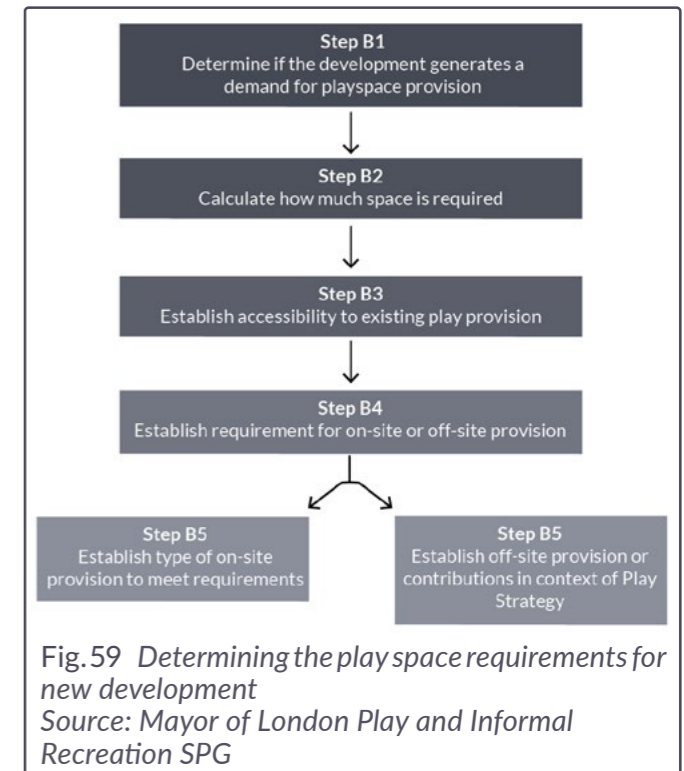 Step B1
Determine if the development generates a
demand for playspace provision
Step B2
Calculate how much space is required
Step B3
Establish accessibility to existing play provision
Step B4
Establish requirement for on-site or off-site provision
Step B5
Establish type of on-site
provision to meet requirements
Step B5
Establish off-site provision or
contributions in context of Play
Strategy
Fig.59 Determining the play space requirements for
new development
Source: Mayor of London Play and Informal
Recreation SPG